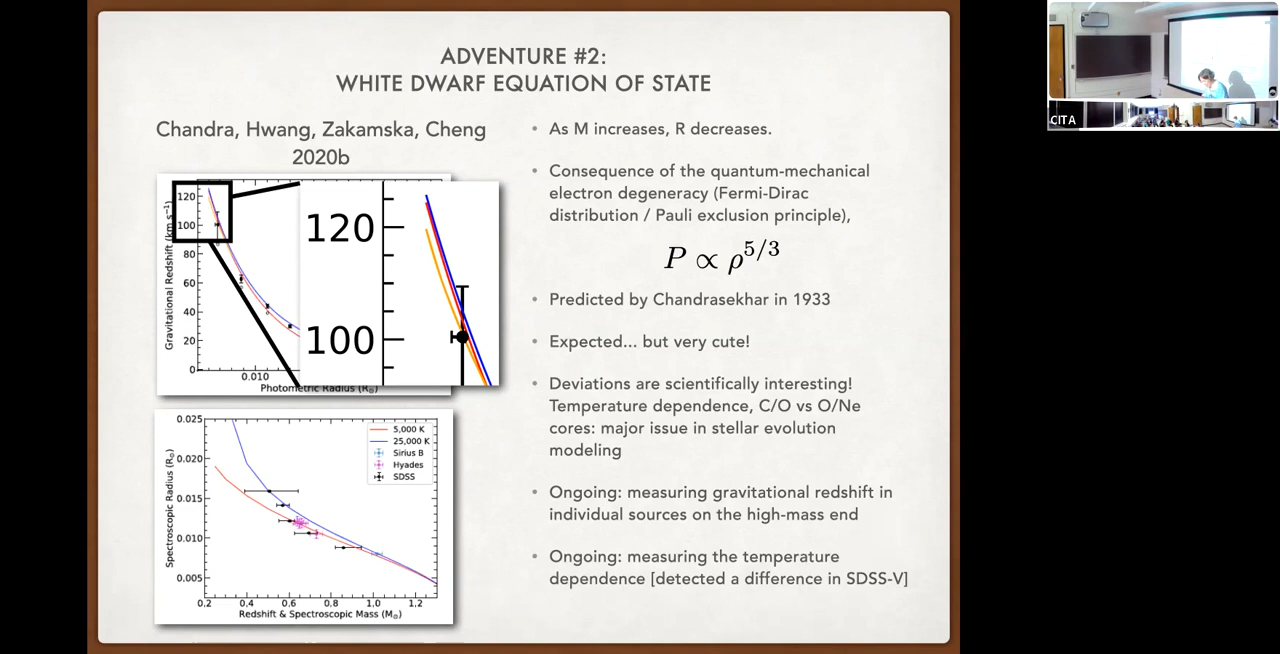 ADVENTURE #2:
WHITE DWARF EQUATION OF STATE
Chandra, Hwang, Zakamska, Cheng
2020b
120
100
80
60
40
20
0
Gravitational Redshift (km s⁻¹)
0.010
Photometric Radius (R⊙)
120
100
0.025
0.020
0.015
0.010
0.005
Spectroscopic Radius (R⊙)
5,000 K
25,000 K
Sirius B
Hyades
SDSS
0.2 0.4 0.6 0.8 1.0 1.2
Redshift & Spectroscopic Mass (M⊙)
• As M increases, R decreases.
• Consequence of the quantum-mechanical
electron degeneracy (Fermi-Dirac
distribution / Pauli exclusion principle),
P ∝ ρ^{5/3}
• Predicted by Chandrasekhar in 1933
• Expected... but very cute!
• Deviations are scientifically interesting!
Temperature dependence, C/O vs O/Ne
cores: major issue in stellar evolution
modeling
• Ongoing: measuring gravitational redshift in
individual sources on the high-mass end
• Ongoing: measuring the temperature
dependence [detected a difference in SDSS-V]
CITA